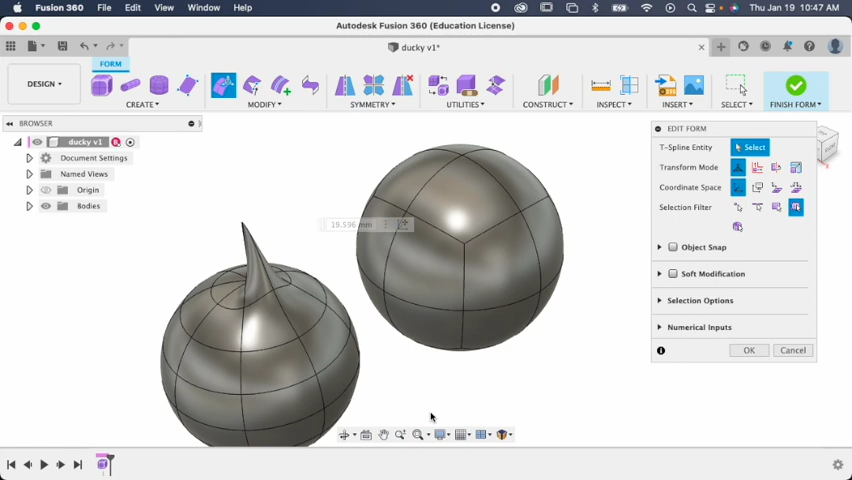 Fusion 360 File Edit View Window Help Thu Jan 19 10:47 AM
Autodesk Fusion 360 (Education License)
ducky v1*
FORM
DESIGN
CREATE MODIFY SYMMETRY UTILITIES CONSTRUCT INSPECT INSERT SELECT FINISH FORM
BROWSER
ducky v1
Document Settings
Named Views
Origin
Bodies
19.596 mm
EDIT FORM
T-Spline Entity Select
Transform Mode
Coordinate Space
Selection Filter
Object Snap
Soft Modification
Selection Options
Numerical Inputs
OK Cancel